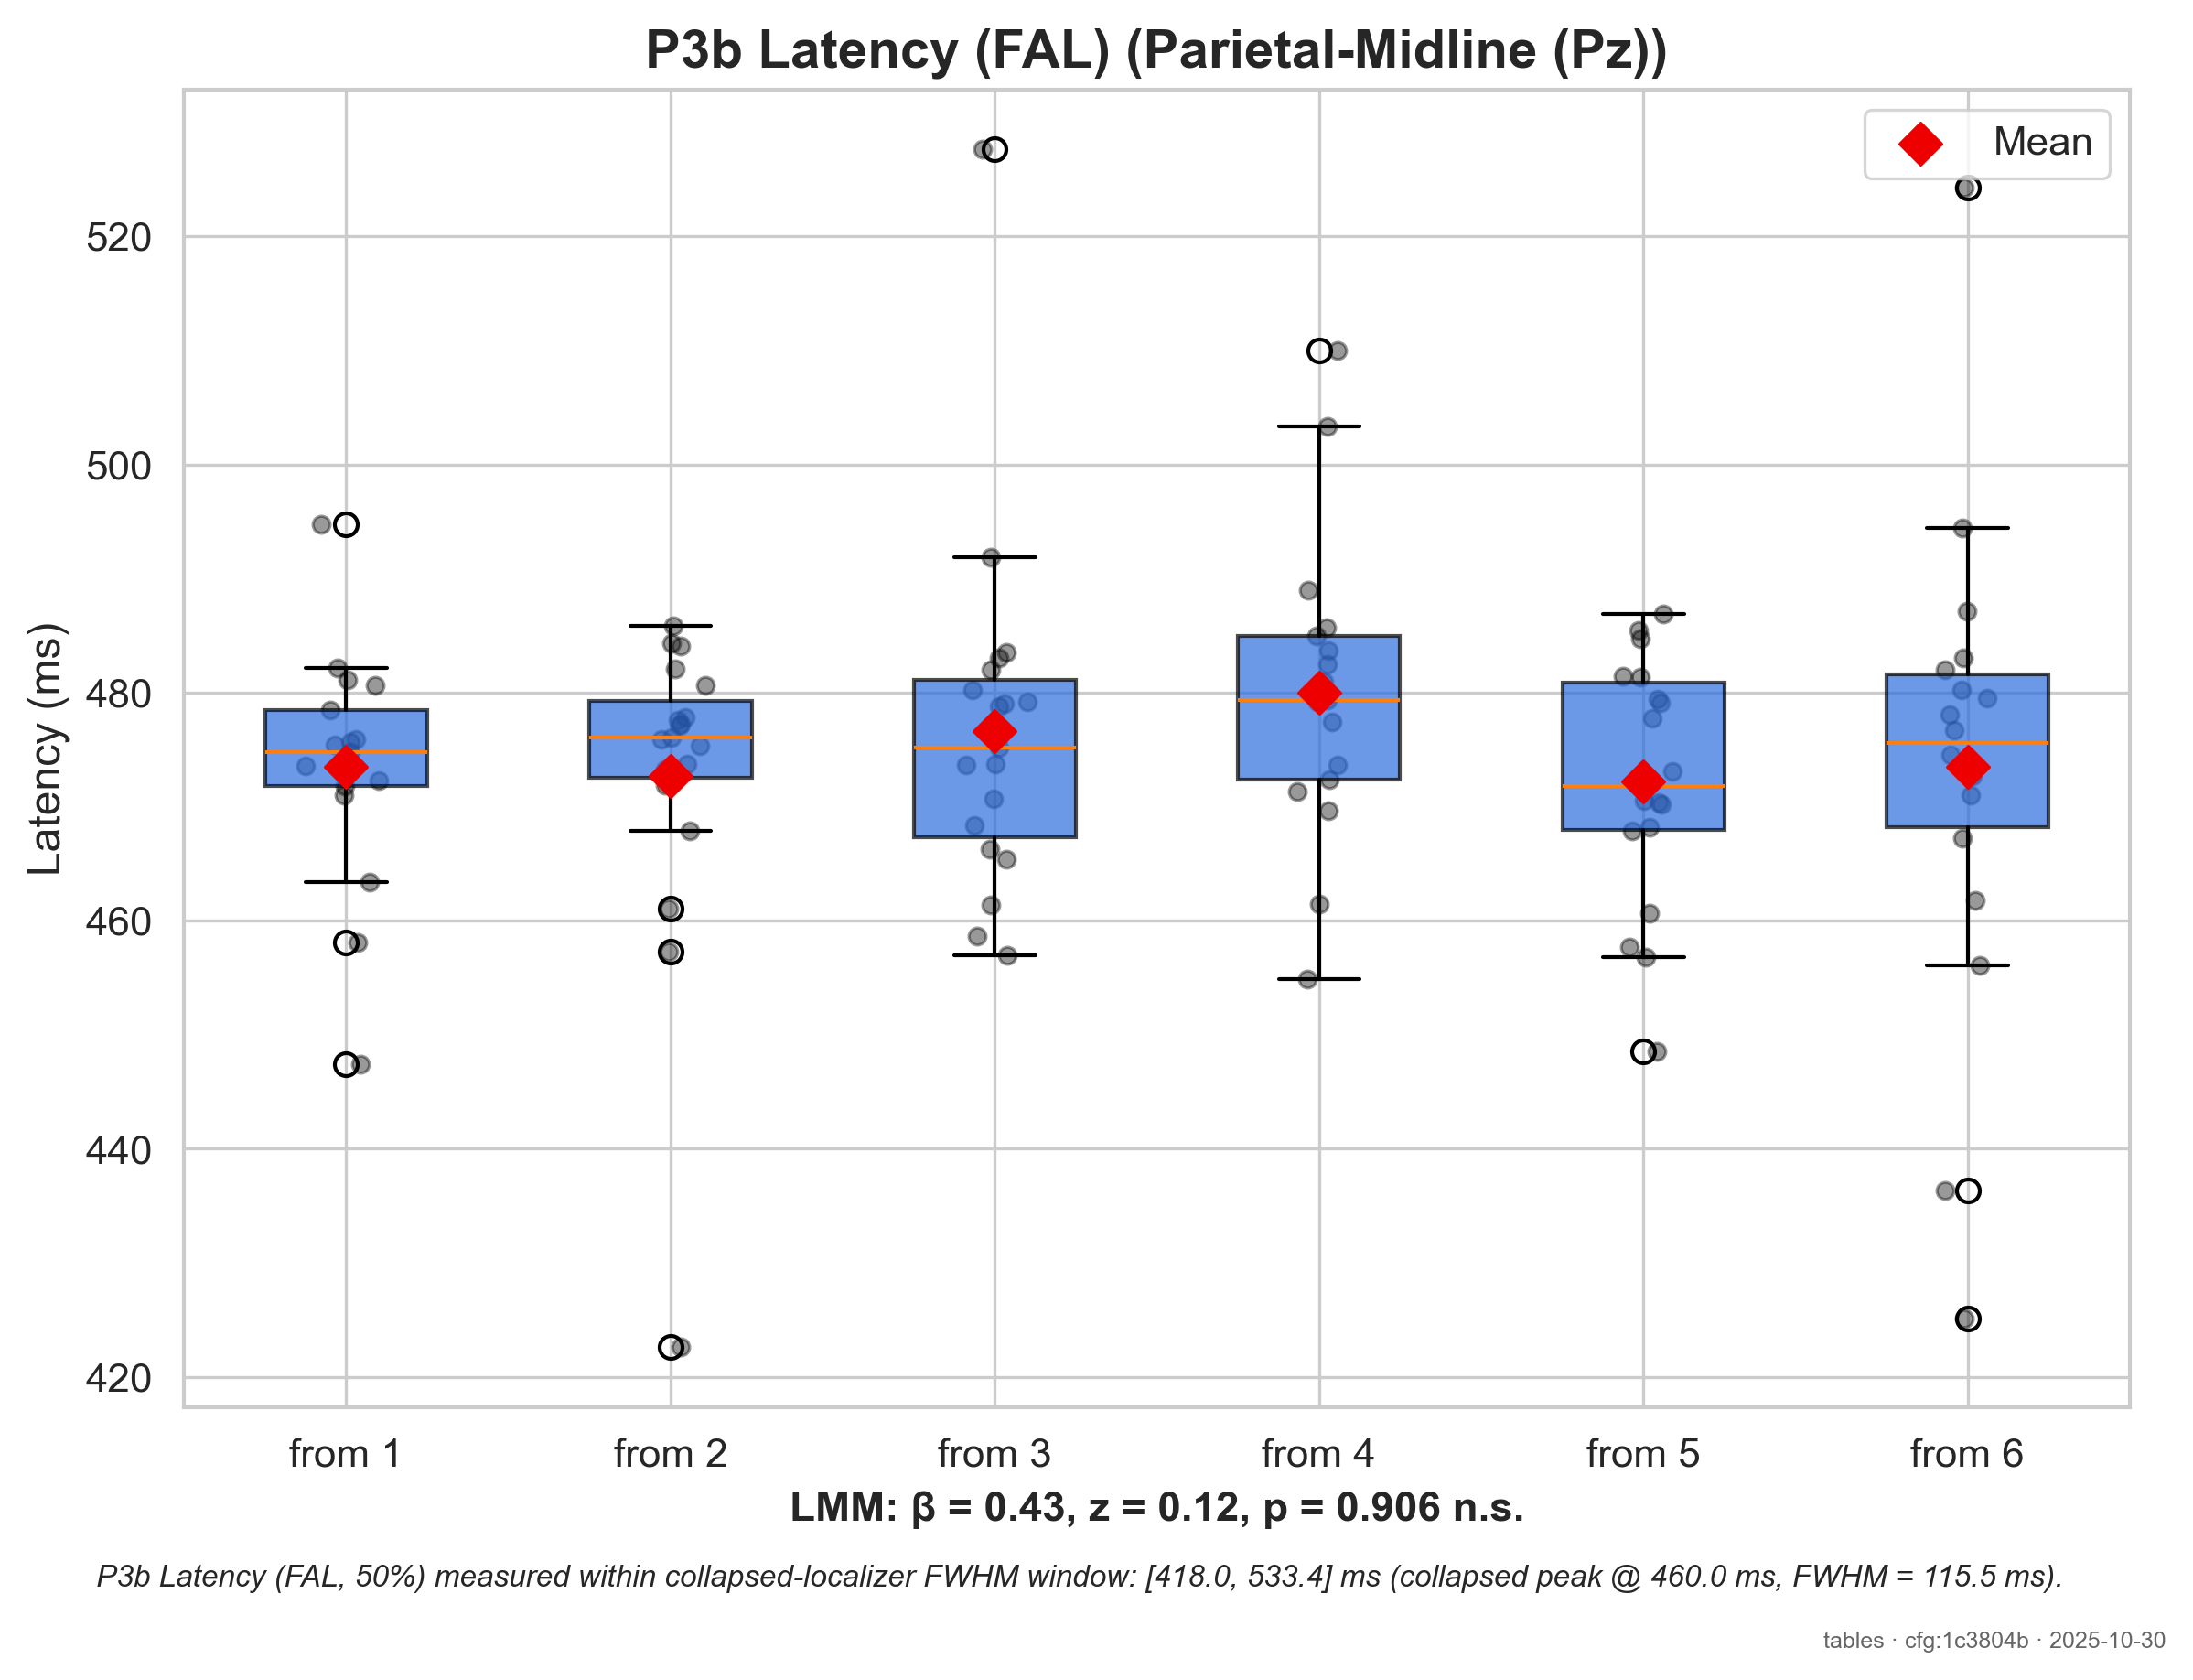 P3b Latency (FAL) (Parietal-Midline (Pz))
Mean
Latency (ms)
520
500
480
460
440
420
from 1
from 2
from 3
from 4
from 5
from 6
LMM: β = 0.43, z = 0.12, p = 0.906 n.s.
P3b Latency (FAL, 50%) measured within collapsed-localizer FWHM window: [418.0, 533.4] ms (collapsed peak @ 460.0 ms, FWHM = 115.5 ms).
tables · cfg:1c3804b · 2025-10-30